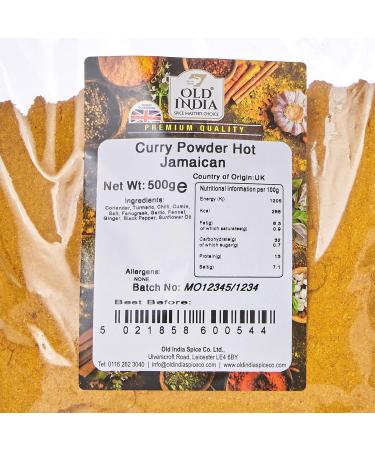 OLD
INDIA
SPICE MASTER'S CHOICE
PREMIUM QUALITY
Curry Powder Hot
Jamaican
Country of Origin:UK
Net Wt: 500g℮
Ingredients:
Coriander, Turmeric, Chilli, Cumin,
Salt, Fenugreek, Garlic, Fennel,
Ginger, Black Pepper, Sunflower Oil
Nutritional Information per 100g
Energy (Kj) 1206
Kcal 288
Fat(g) 6.3
of which saturates(g) 0.9
Carbohydrate(g) 32
of which sugar(g) 0.7
Protein(g) 13
Salt(g) 7.1
Allergens:
NONE
Batch No: MO12345/1234
Best Before:
5 021858 600544
Old India Spice Co. Ltd.
Ulverscroft Road, Leicester LE4 6BY
Tel: 0116 262 3040 | info@oldindiaspiceco.com | www.oldindiaspiceco.com